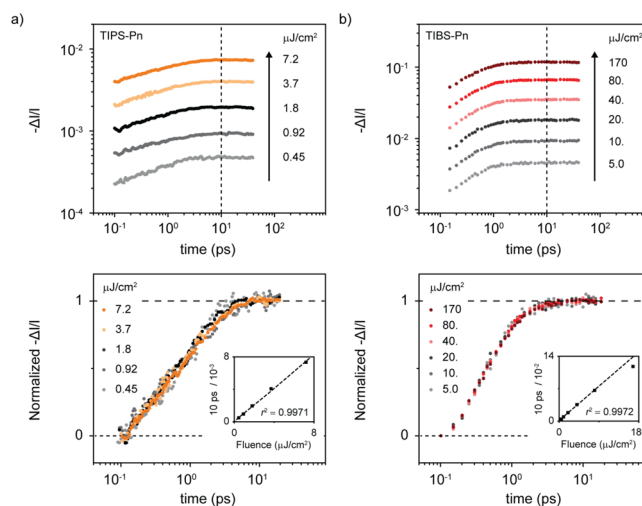 a)
TIPS-Pn
μJ/cm²
7.2
3.7
1.8
0.92
0.45
10⁻²
10⁻³
10⁻⁴
-ΔI/I
10⁻¹ 10⁰ 10¹ 10²
time (ps)
b)
TIBS-Pn
μJ/cm²
170
80.
40.
20.
10.
5.0
10⁻¹
10⁻²
10⁻³
-ΔI/I
10⁻¹ 10⁰ 10¹ 10²
time (ps)
μJ/cm²
7.2
3.7
1.8
0.92
0.45
1
0
Normalized -ΔI/I
10⁻¹ 10⁰ 10¹
time (ps)
8
4
0
10 ps / 10³
r² = 0.9971
0 8
Fluence (μJ/cm²)
μJ/cm²
170
80.
40.
20.
10.
5.0
1
0
Normalized -ΔI/I
10⁻¹ 10⁰ 10¹
time (ps)
14
0
10 ps / 10²
r² = 0.9972
0 18
Fluence (μJ/cm²)